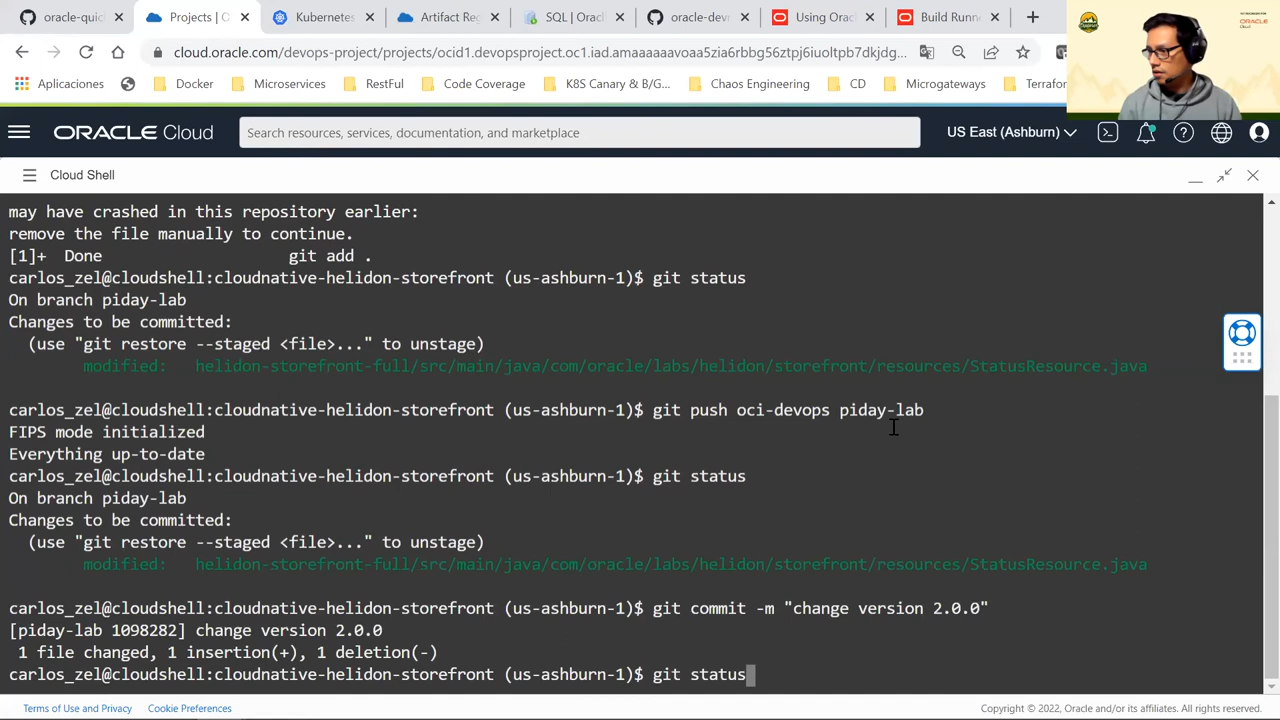 oracle-quic
Projects | O
Kubernetes
Artifact Reg
oracle-dev
Using Oracl
Build Runne
cloud.oracle.com/devops-project/projects/ocid1.devopsproject.oc1.iad.amaaaaaavoaa5zia6rbbg56ztpj6iuoltpb7dkjdg...
Aplicaciones
Docker
Microservices
RestFul
GO - Coverage
K8S Canary & B/G...
Chaos Engineering
CD
Microgateways
Terrafor
ORACLE Cloud
Search resources, services, documentation, and marketplace
US East (Ashburn)
Cloud Shell
may have crashed in this repository earlier:
remove the file manually to continue.
[1]+  Done                    git add .
carlos_zel@cloudshell:cloudnative-helidon-storefront (us-ashburn-1)$ git status
On branch piday-lab
Changes to be committed:
  (use "git restore --staged <file>..." to unstage)
        modified:   helidon-storefront-full/src/main/java/com/oracle/labs/helidon/storefront/resources/StatusResource.java
carlos_zel@cloudshell:cloudnative-helidon-storefront (us-ashburn-1)$ git push oci-devops piday-lab
FIPS mode initialized
Everything up-to-date
carlos_zel@cloudshell:cloudnative-helidon-storefront (us-ashburn-1)$ git status
On branch piday-lab
Changes to be committed:
  (use "git restore --staged <file>..." to unstage)
        modified:   helidon-storefront-full/src/main/java/com/oracle/labs/helidon/storefront/resources/StatusResource.java
carlos_zel@cloudshell:cloudnative-helidon-storefront (us-ashburn-1)$ git commit -m "change version 2.0.0"
[piday-lab 1098282] change version 2.0.0
 1 file changed, 1 insertion(+), 1 deletion(-)
carlos_zel@cloudshell:cloudnative-helidon-storefront (us-ashburn-1)$ git status
Terms of Use and Privacy
Cookie Preferences
Copyright © 2022, Oracle and/or its affiliates. All rights reserved.